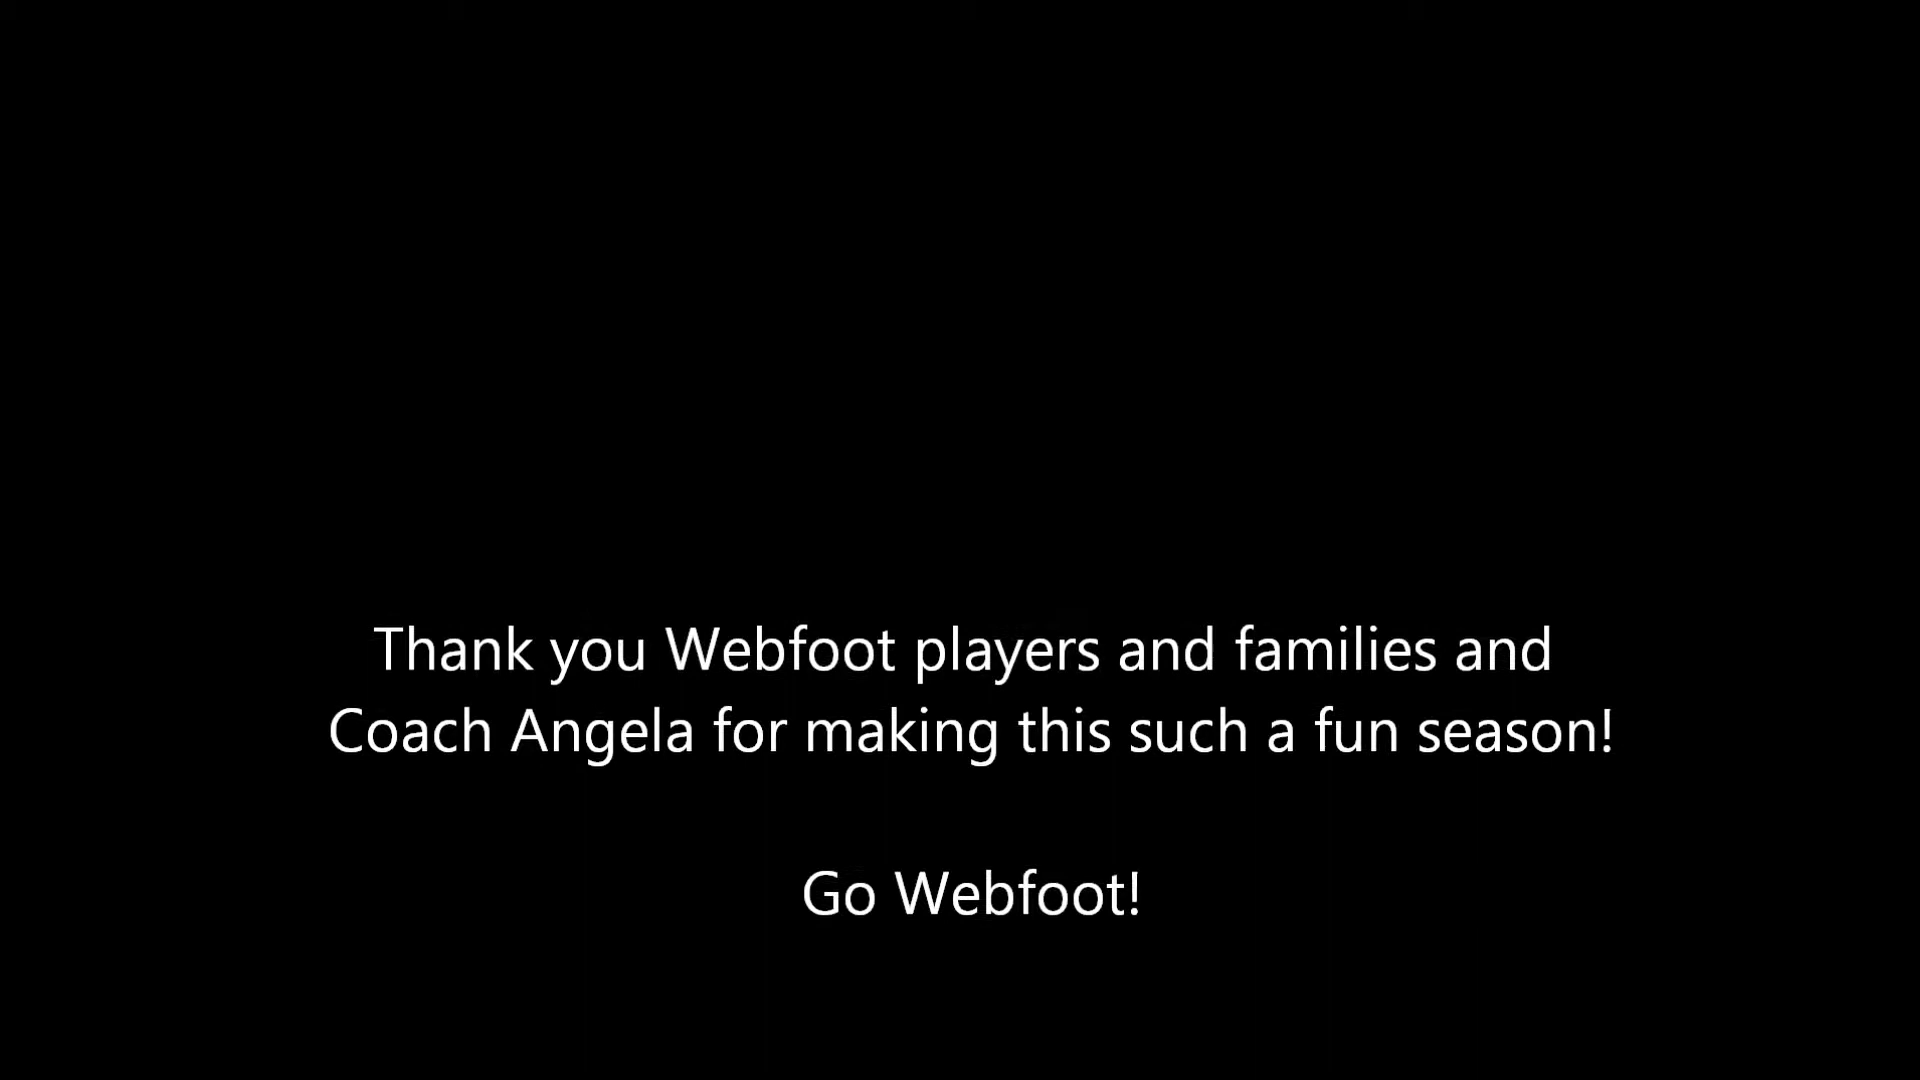 Thank you Webfoot players and families and
Coach Angela for making this such a fun season!
Go Webfoot!